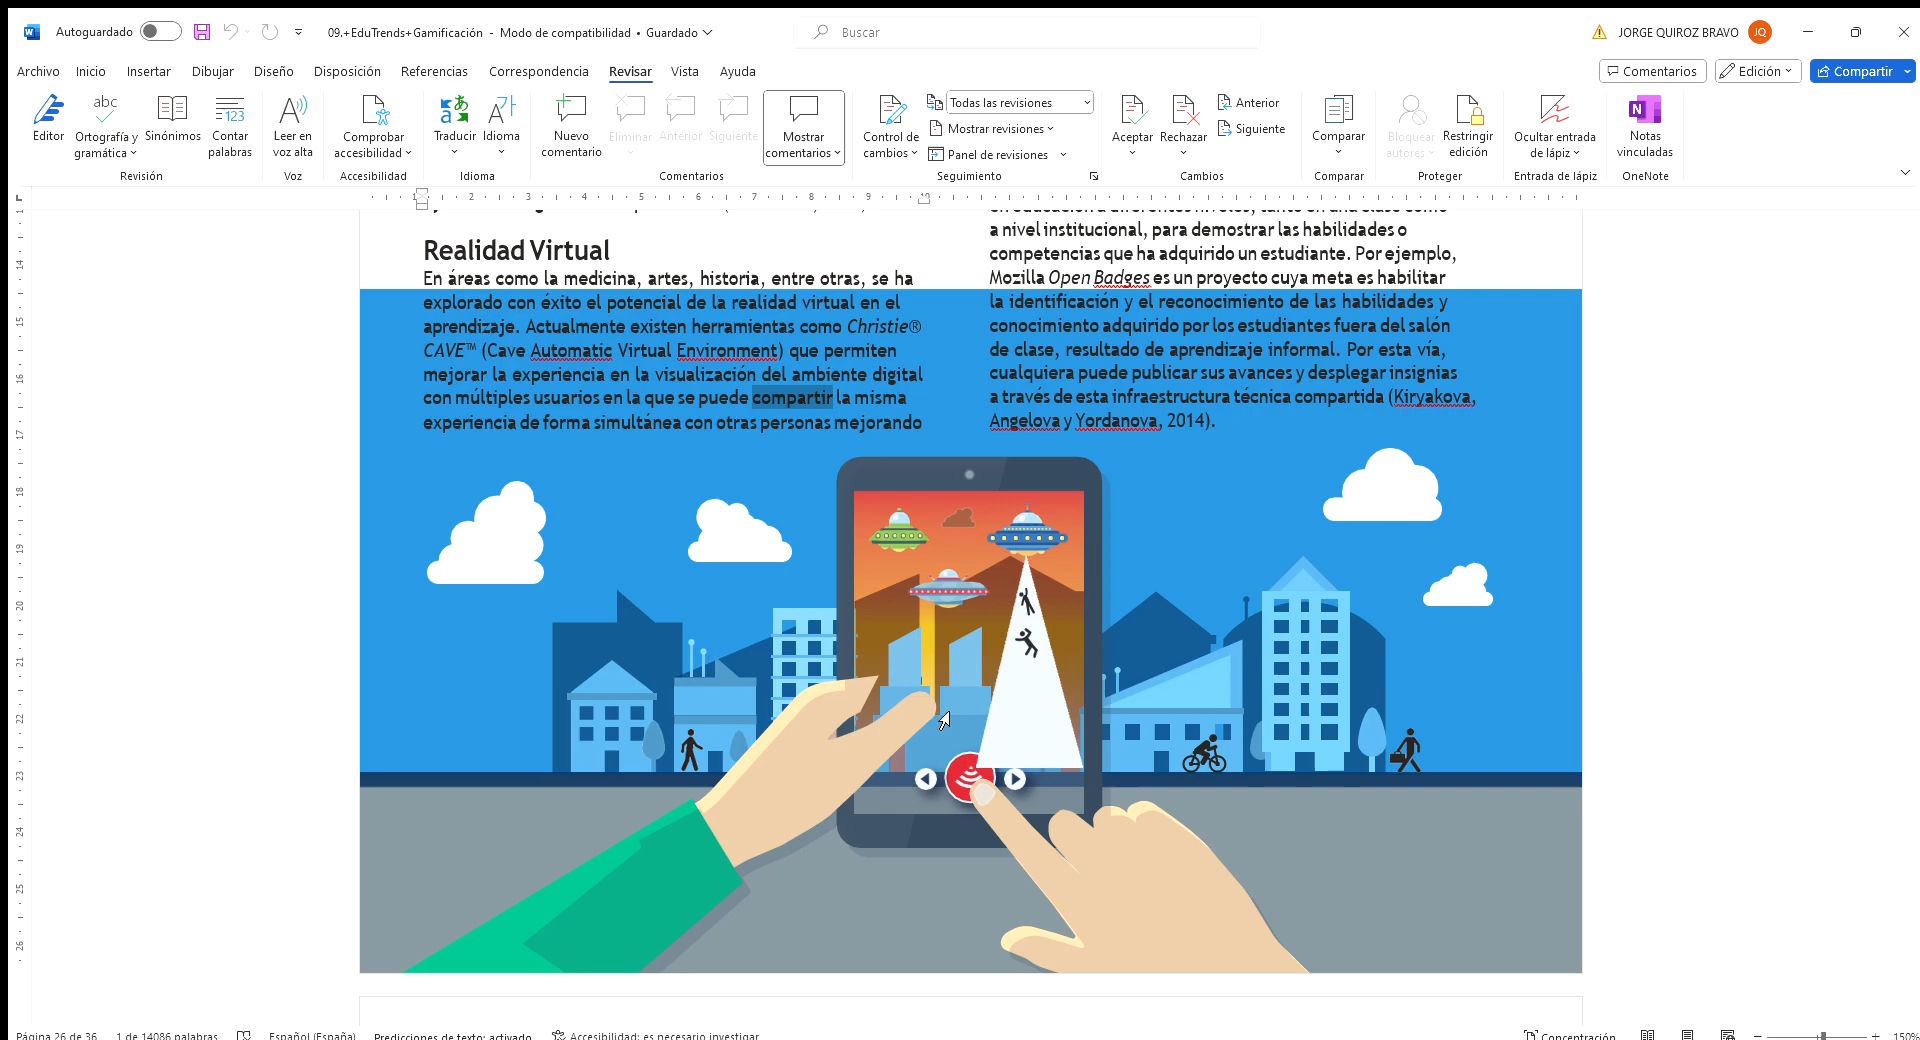 Autoguardado
09.+EduTrends+Gamificación - Modo de compatibilidad • Guardado
Buscar
JORGE QUIROZ BRAVO
JQ
Archivo Inicio Insertar Dibujar Diseño Disposición Referencias Correspondencia Revisar Vista Ayuda
Comentarios Edición Compartir
Editor
Ortografía y gramática
Sinónimos
Contar palabras
Revisión
Leer en voz alta
Voz
Comprobar accesibilidad
Accesibilidad
Traducir
Idioma
Idioma
Nuevo comentario
Eliminar
Anterior
Siguiente
Mostrar comentarios
Comentarios
Control de cambios
Todas las revisiones
Mostrar revisiones
Panel de revisiones
Seguimiento
Aceptar
Rechazar
Anterior
Siguiente
Cambios
Comparar
Comparar
Bloquear autores
Restringir edición
Proteger
Ocultar entrada de lápiz
Entrada de lápiz
Notas vinculadas
OneNote
Realidad Virtual
En áreas como la medicina, artes, historia, entre otras, se ha
explorado con éxito el potencial de la realidad virtual en el
aprendizaje. Actualmente existen herramientas como Christie®
CAVE™ (Cave Automatic Virtual Environment) que permiten
mejorar la experiencia en la visualización del ambiente digital
con múltiples usuarios en la que se puede compartir la misma
experiencia de forma simultánea con otras personas mejorando
en educación a diferentes niveles, tanto en una clase como
a nivel institucional, para demostrar las habilidades o
competencias que ha adquirido un estudiante. Por ejemplo,
Mozilla Open Badges es un proyecto cuya meta es habilitar
la identificación y el reconocimiento de las habilidades y
conocimiento adquirido por los estudiantes fuera del salón
de clase, resultado de aprendizaje informal. Por esta vía,
cualquiera puede publicar sus avances y desplegar insignias
a través de esta infraestructura técnica compartida (Kiryakova,
Angelova y Yordanova, 2014).
Página 26 de 36 1 de 14086 palabras Español (España) Predicciones de texto: activado Accesibilidad: es necesario investigar
Concentración 150%